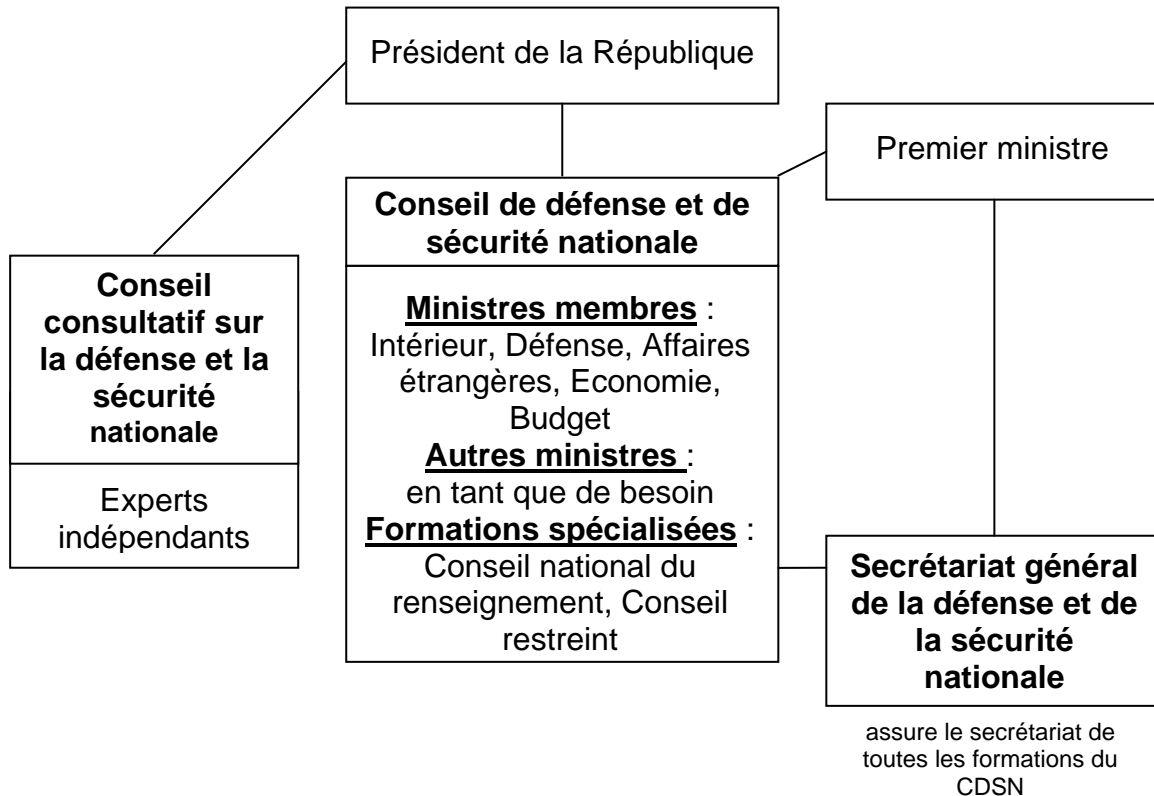 Président de la République
Premier ministre
Conseil de défense et de
sécurité nationale
Ministres membres :
Intérieur, Défense, Affaires
étrangères, Economie,
Budget
Autres ministres :
en tant que de besoin
Formations spécialisées :
Conseil national du
renseignement, Conseil
restreint
Conseil
consultatif sur
la défense et la
sécurité
nationale
Experts
indépendants
Secrétariat général
de la défense et de
la sécurité
nationale
assure le secrétariat de
toutes les formations du
CDSN